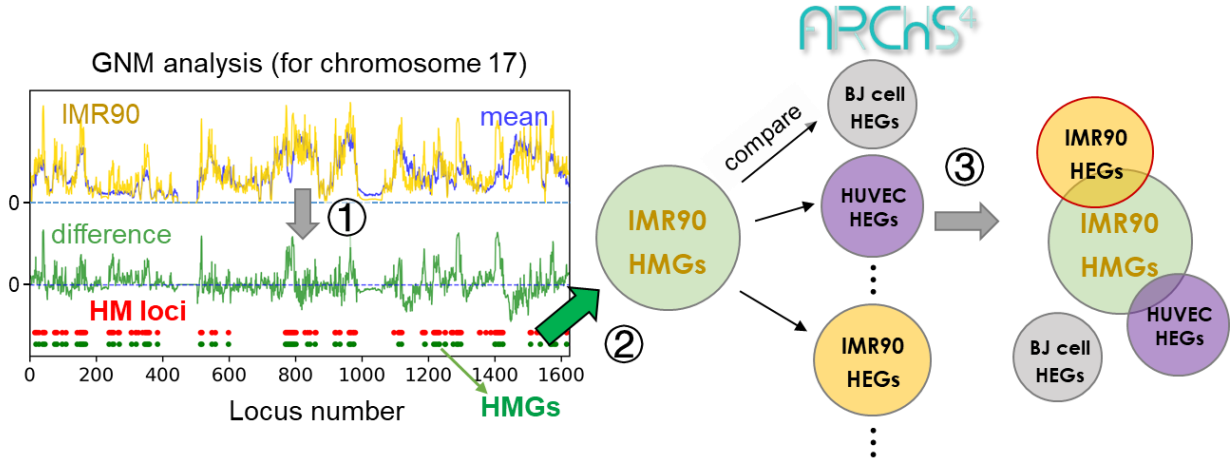 ARCHS4
GNM analysis (for chromosome 17)
IMR90
mean
0
①
difference
0
HM loci
0 200 400 600 800 1000 1200 1400 1600
Locus number
HMGs
②
IMR90
HMGs
compare
BJ cell
HEGs
HUVEC
HEGs
⋮
IMR90
HEGs
⋮
③
IMR90
HEGs
IMR90
HMGs
HUVEC
HEGs
BJ cell
HEGs